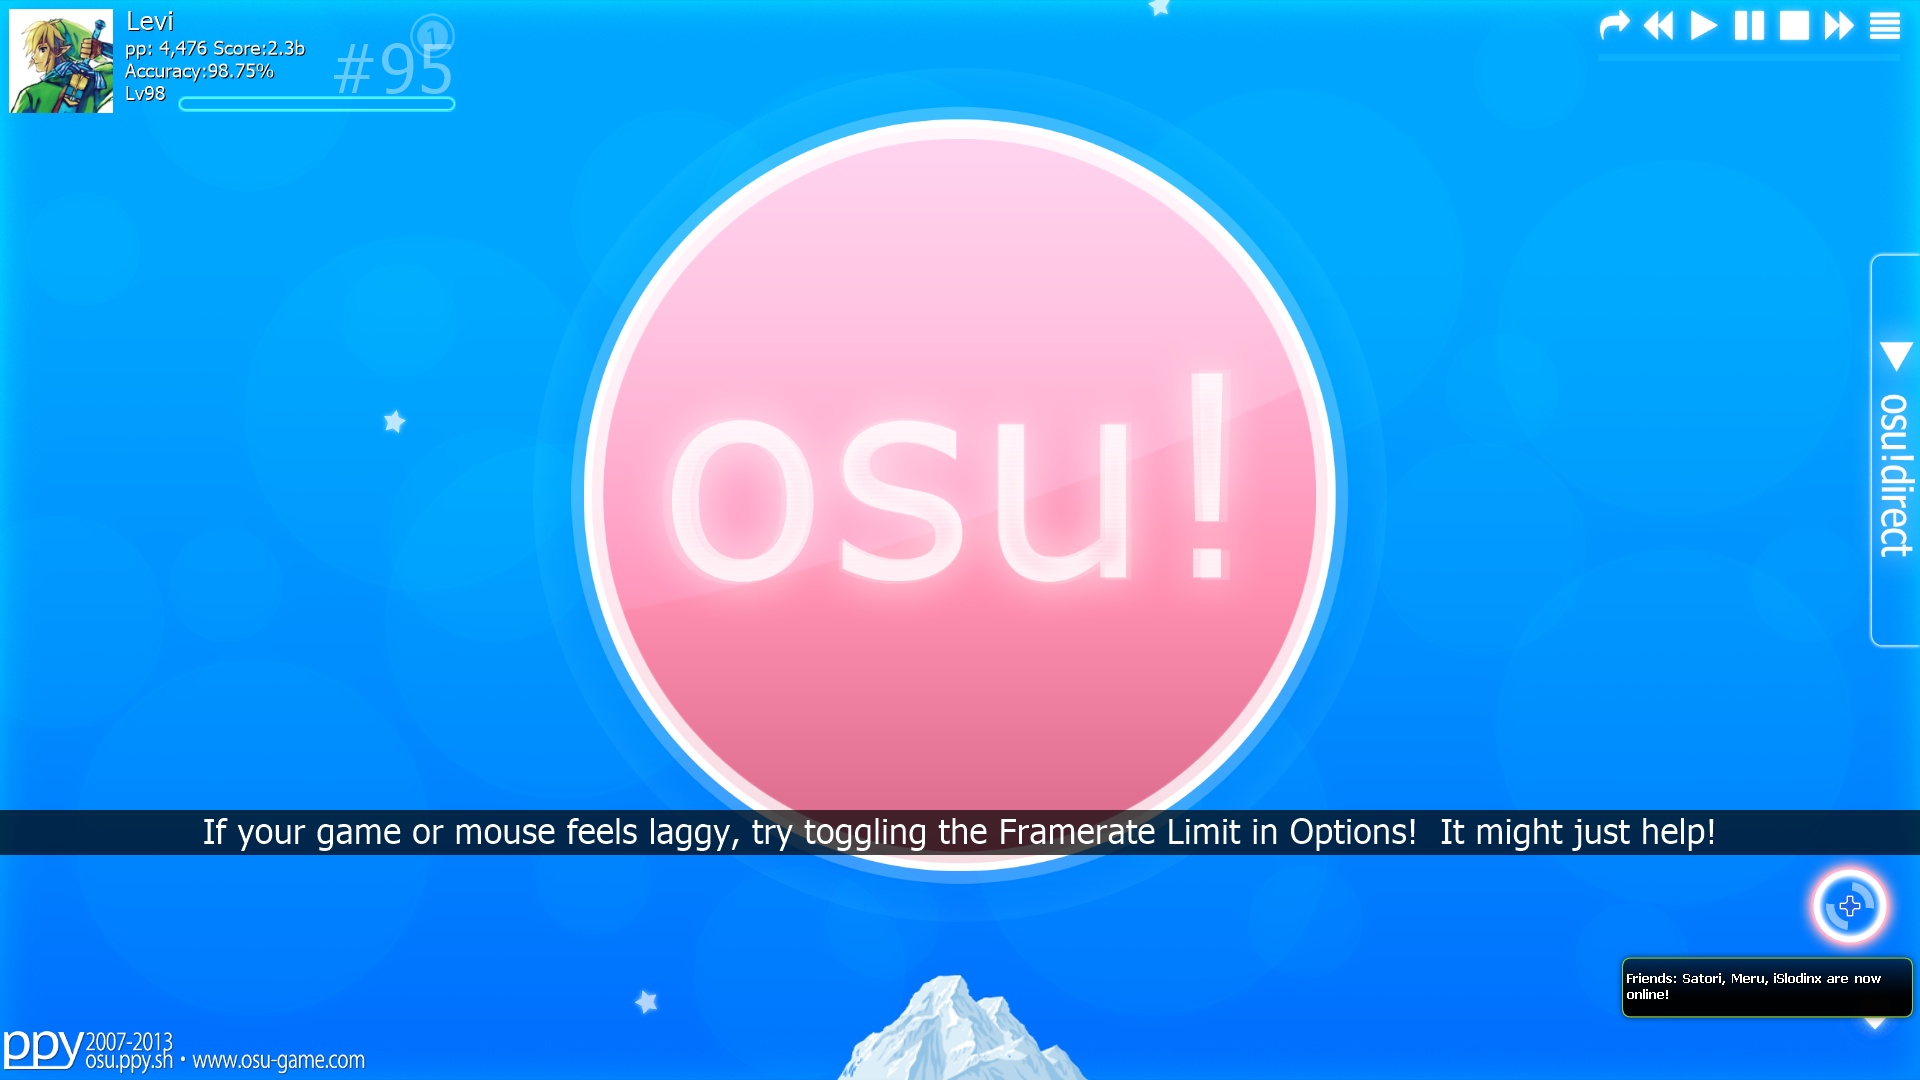 Levi
pp: 4,476 Score:2.3b
Accuracy:98.75%
Lv98
#95
1
osu!
osu!direct
If your game or mouse feels laggy, try toggling the Framerate Limit in Options!  It might just help!
Friends: Satori, Meru, iSlodinx are now
online!
ppy 2007-2013
osu.ppy.sh • www.osu-game.com